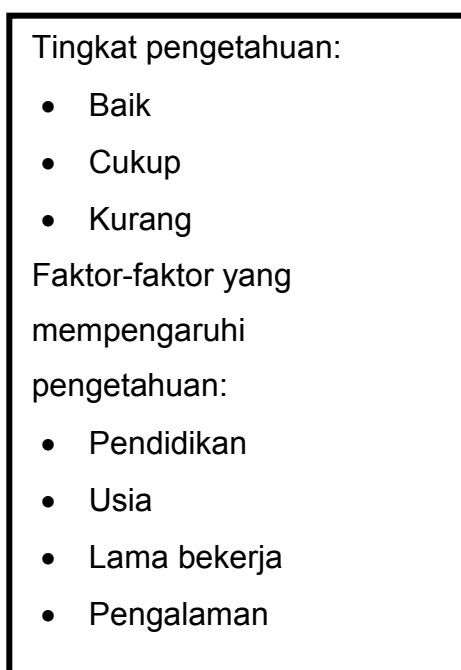 Tingkat pengetahuan:
• Baik
• Cukup
• Kurang
Faktor-faktor yang
mempengaruhi
pengetahuan:
• Pendidikan
• Usia
• Lama bekerja
• Pengalaman